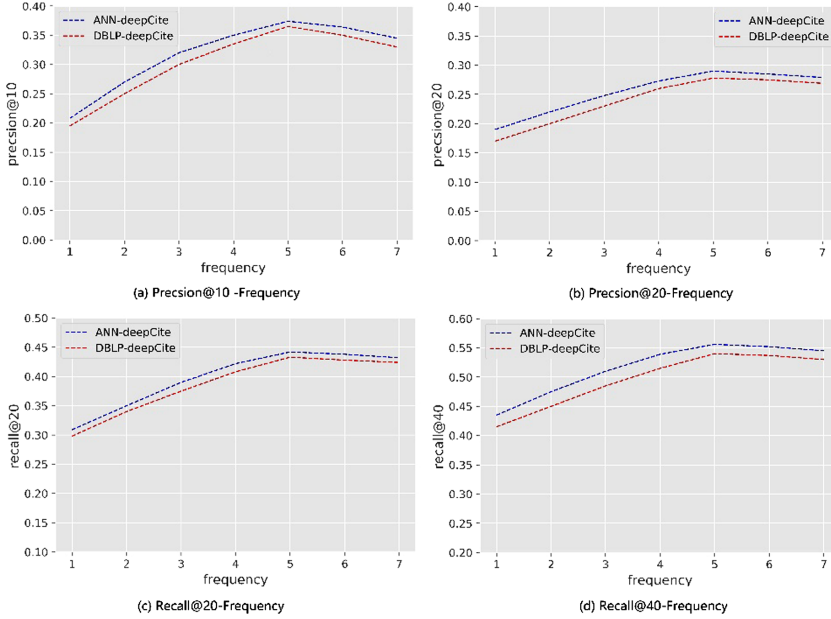 0.40
0.35
0.30
0.25
0.20
0.15
0.10
0.05
0.00
precsion@10
ANN-deepCite
DBLP-deepCite
1 2 3 4 5 6 7
frequency
(a) Precsion@10 -Frequency
0.40
0.35
0.30
0.25
0.20
0.15
0.10
0.05
0.00
precsion@20
ANN-deepCite
DBLP-deepCite
1 2 3 4 5 6 7
frequency
(b) Precsion@20-Frequency
0.50
0.45
0.40
0.35
0.30
0.25
0.20
0.15
0.10
recall@20
ANN-deepCite
DBLP-deepCite
1 2 3 4 5 6 7
frequency
(c) Recall@20-Frequency
0.60
0.55
0.50
0.45
0.40
0.35
0.30
0.25
0.20
recall@40
ANN-deepCite
DBLP-deepCite
1 2 3 4 5 6 7
frequency
(d) Recall@40-Frequency